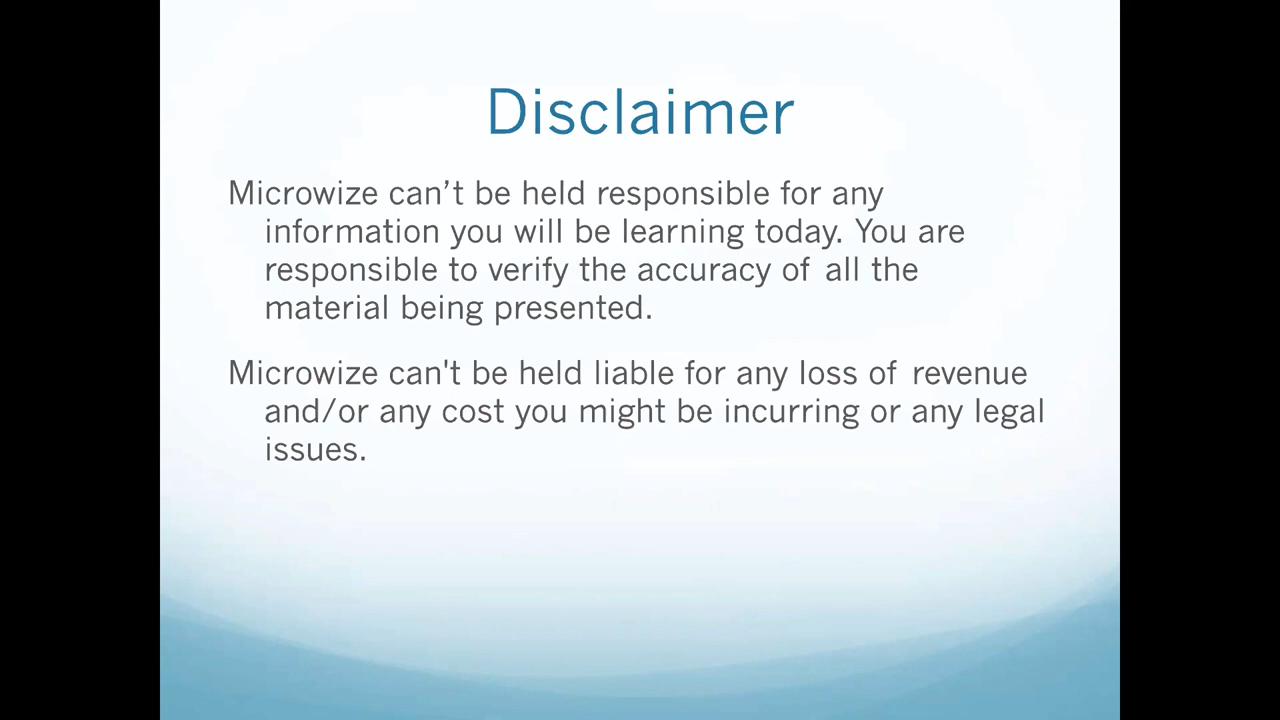 Disclaimer
Microwize can’t be held responsible for any
information you will be learning today. You are
responsible to verify the accuracy of all the
material being presented.
Microwize can't be held liable for any loss of revenue
and/or any cost you might be incurring or any legal
issues.